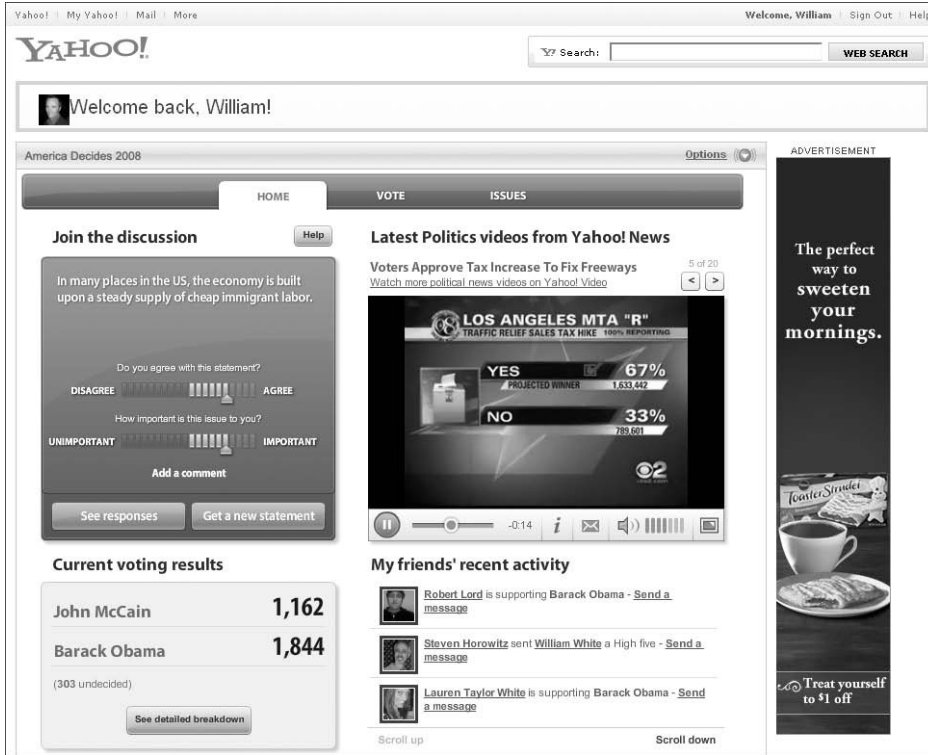 Yahoo! My Yahoo! Mail More
Welcome, William Sign Out Help
YAHOO!
Y! Search: WEB SEARCH
Welcome back, William!
America Decides 2008
Options
HOME VOTE ISSUES
Join the discussion
Help
In many places in the US, the economy is built
upon a steady supply of cheap immigrant labor.
Do you agree with this statement?
DISAGREE AGREE
How important is this issue to you?
UNIMPORTANT IMPORTANT
Add a comment
See responses Get a new statement
Latest Politics videos from Yahoo! News
Voters Approve Tax Increase To Fix Freeways
5 of 20
Watch more political news videos on Yahoo! Video
< >
LOS ANGELES MTA "R"
TRAFFIC RELIEF SALES TAX HIKE 100% REPORTING
YES 67%
PROJECTED WINNER 1,633,442
NO 33%
789,601
2
-0:14
i
Current voting results
John McCain 1,162
Barack Obama 1,844
(303 undecided)
See detailed breakdown
My friends' recent activity
Robert Lord is supporting Barack Obama - Send a
message
Steven Horowitz sent William White a High five - Send a
message
Lauren Taylor White is supporting Barack Obama - Send
a message
Scroll up Scroll down
ADVERTISEMENT
The perfect
way to
sweeten
your
mornings.
Toaster Strudel
Treat yourself
to $1 off